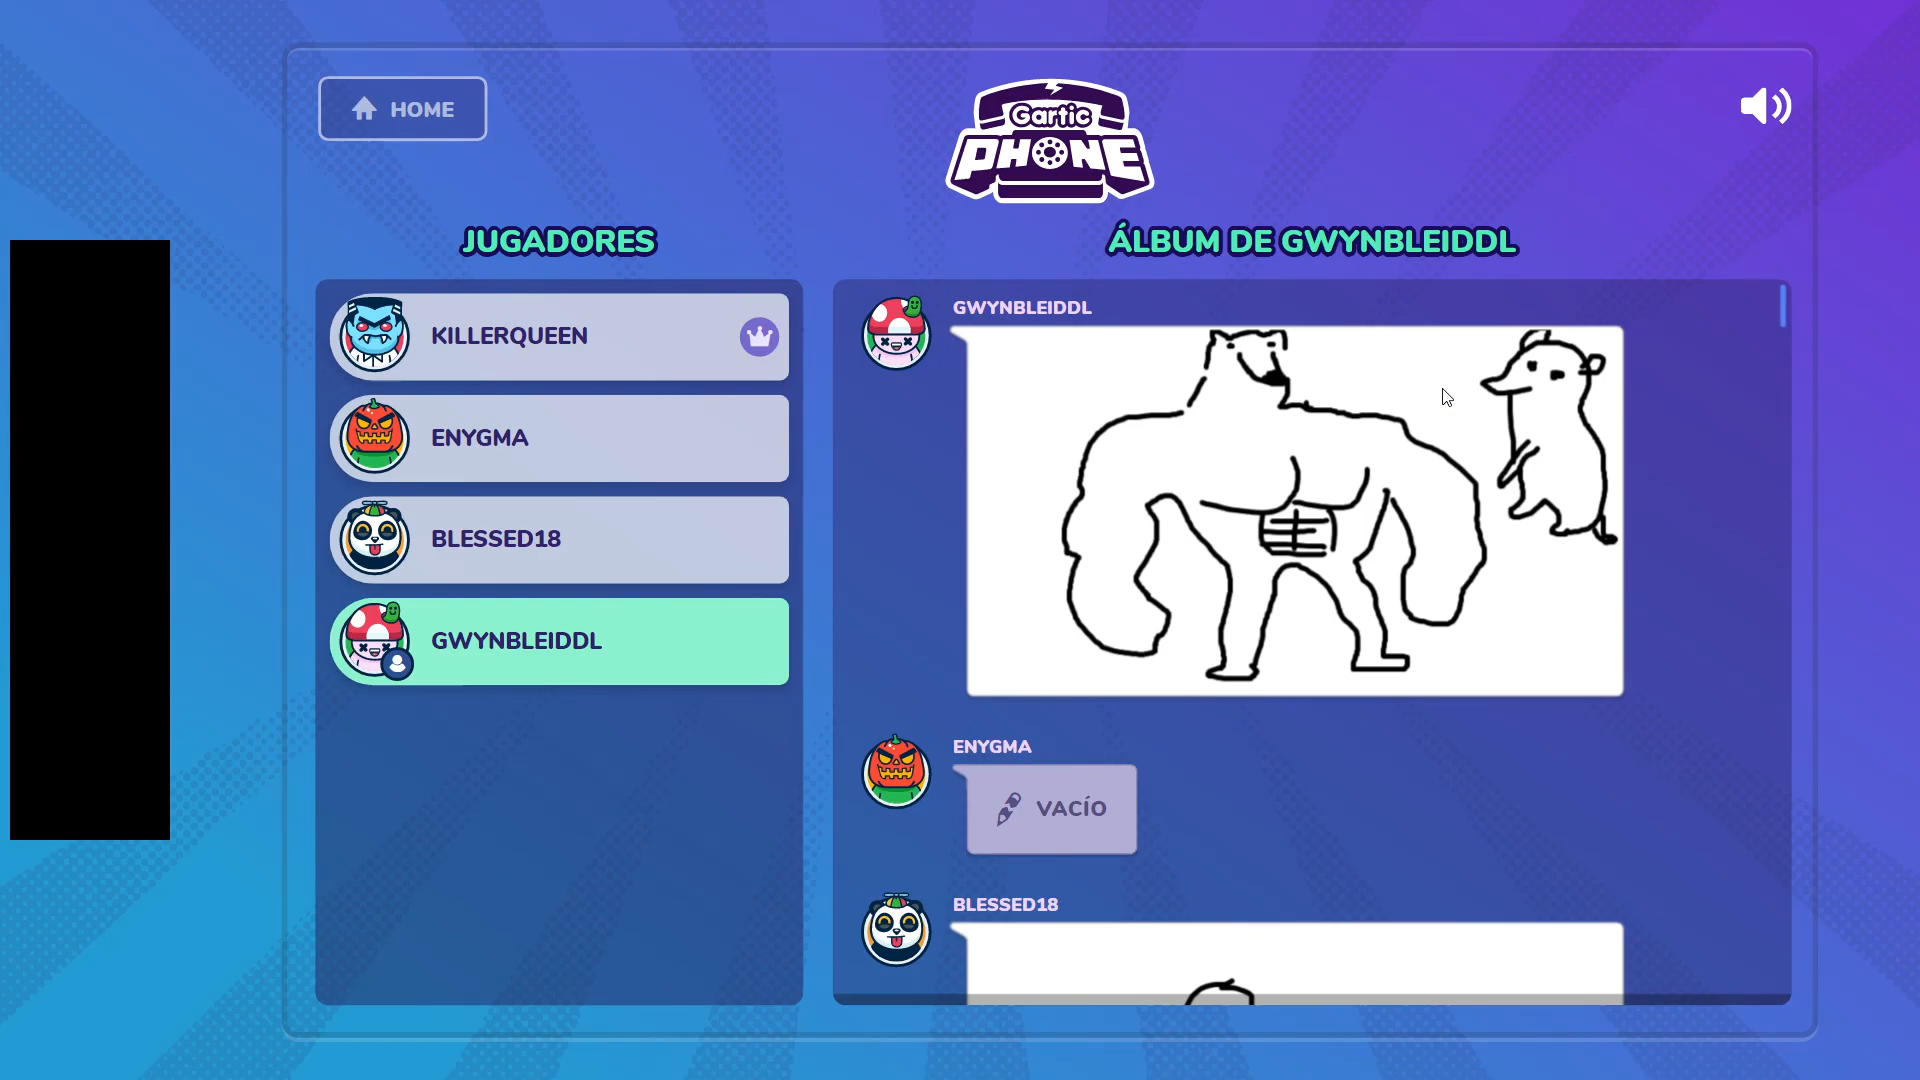 HOME
Gartic
PHONE
JUGADORES
ÁLBUM DE GWYNBLEIDDL
KILLERQUEEN
ENYGMA
BLESSED18
GWYNBLEIDDL
GWYNBLEIDDL
ENYGMA
VACÍO
BLESSED18